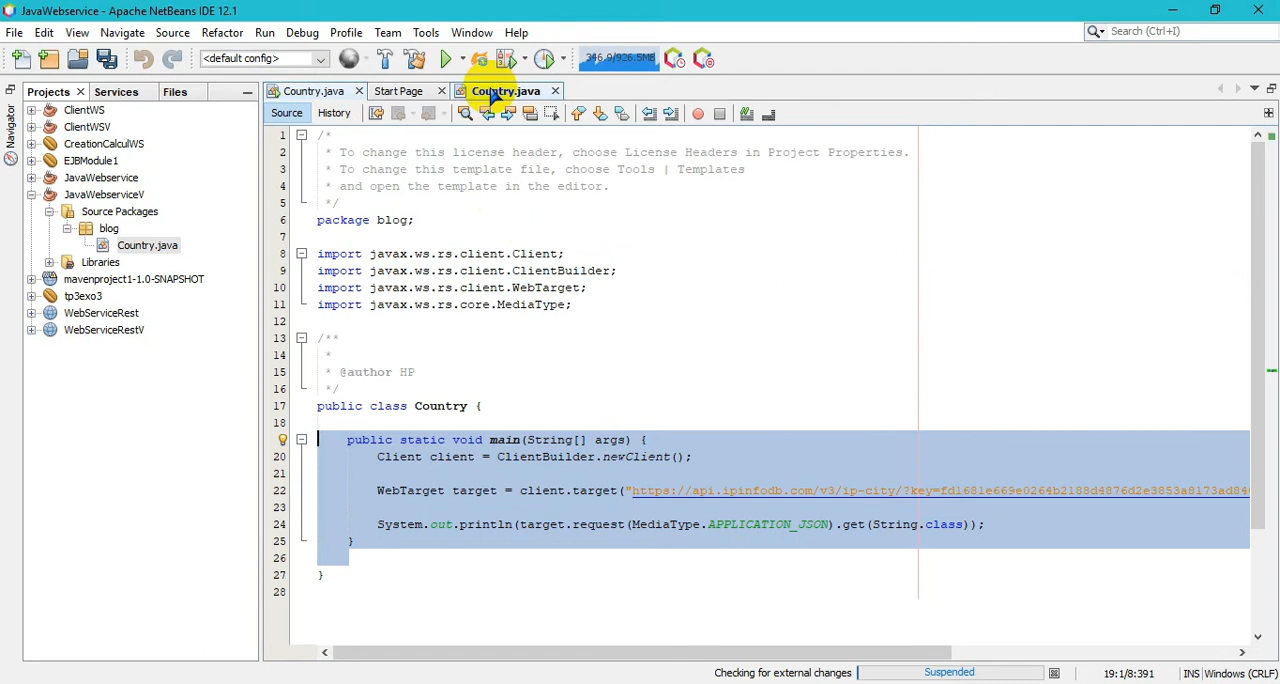 JavaWebservice - Apache NetBeans IDE 12.1
File Edit View Navigate Source Refactor Run Debug Profile Team Tools Window Help
Search (Ctrl+I)
<default config>
346.9/926.5MB
Projects Services Files
Country.java Start Page Country.java
Navigator
Source History
ClientWS
ClientWSV
CreationCalculWS
EJBModule1
JavaWebservice
JavaWebserviceV
Source Packages
blog
Country.java
Libraries
mavenproject1-1.0-SNAPSHOT
tp3exo3
WebServiceRest
WebServiceRestV
1 /*
2 * To change this license header, choose License Headers in Project Properties.
3 * To change this template file, choose Tools | Templates
4 * and open the template in the editor.
5 */
6 package blog;
7
8 import javax.ws.rs.client.Client;
9 import javax.ws.rs.client.ClientBuilder;
10 import javax.ws.rs.client.WebTarget;
11 import javax.ws.rs.core.MediaType;
12
13 /**
14 *
15 * @author HP
16 */
17 public class Country {
18
public static void main(String[] args) {
20 Client client = ClientBuilder.newClient();
21
22 WebTarget target = client.target("https://api.ipinfodb.com/v3/ip-city/?key=
23
24 System.out.println(target.request(MediaType.APPLICATION_JSON).get(String.class));
25 }
26
27 }
28
Checking for external changes Suspended 19:1/8:391 INS Windows (CRLF)